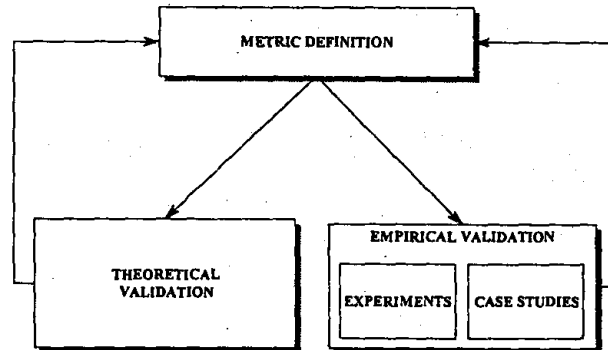 METRIC DEFINITION
THEORETICAL
VALIDATION
EMPIRICAL VALIDATION
EXPERIMENTS
CASE STUDIES